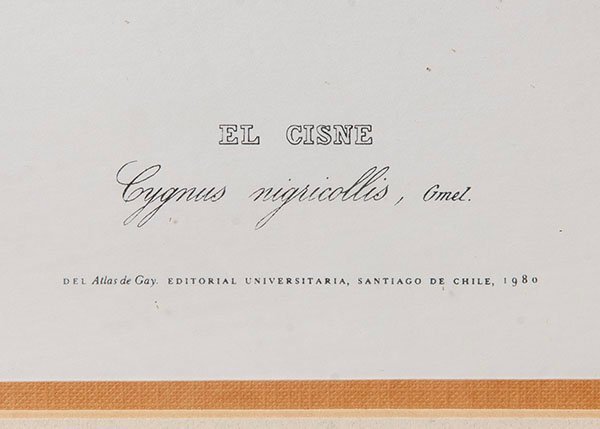 EL CISNE
Cygnus nigricollis, Gmel.
DEL Atlas de Gay. EDITORIAL UNIVERSITARIA, SANTIAGO DE CHILE, 1980